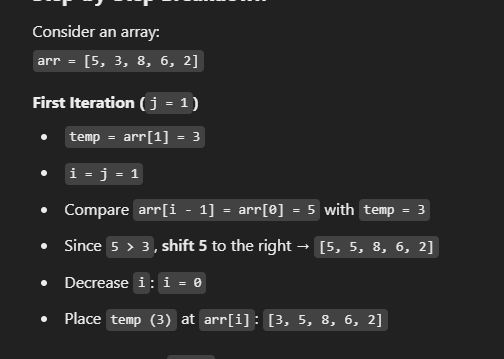 Consider an array:
arr = [5, 3, 8, 6, 2]
First Iteration (j = 1)
• temp = arr[1] = 3
• i = j = 1
• Compare arr[i - 1] = arr[0] = 5 with temp = 3
• Since 5 > 3, shift 5 to the right → [5, 5, 8, 6, 2]
• Decrease i: i = 0
• Place temp (3) at arr[i]: [3, 5, 8, 6, 2]